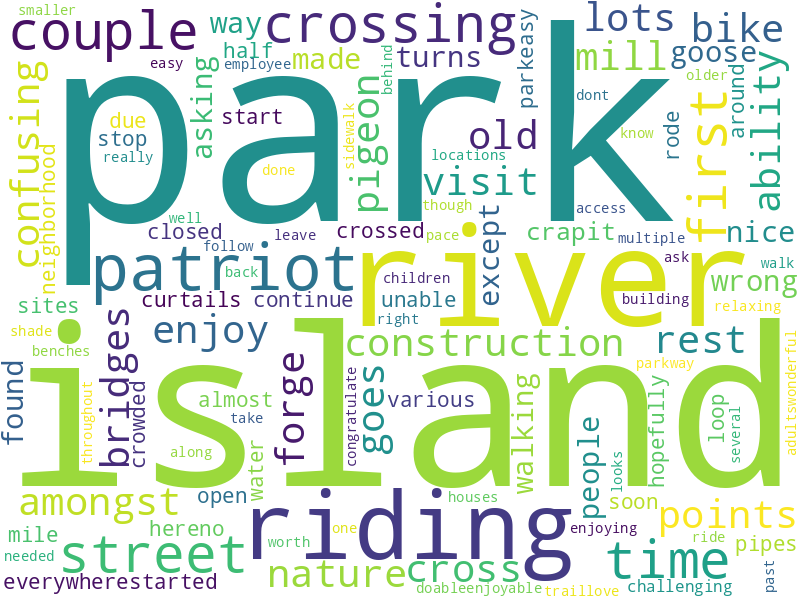 smaller
couple
way
crossing
lots
bike
easy
employee
half
made
turns
parkeasy
mill
goose
park
behind
older
around
asking
pigeon
dont
ability
confusing
neighborhood
due
start
stop
really
done
sidewalk
old
locations
know
rode
first
visit
well
though
access
closed
crossed
pace
except
crapit
multiple
nice
follow
leave
ask
walk
patriot
back
river
children
wrong
sites
curtails
continue
unable
building
relaxing
right
shade
enjoy
construction
rest
benches
bridges
forge
congratulate
goes
parkway
adultswonderful
island
found
crowded
throughout
almost
various
take
walking
people
hopefully
loop
several
along
water
looks
amongst
open
riding
houses
soon
points
mile
hereno
one
enjoying
ride
pipes
needed
street
worth
cross
time
past
everywherestarted
nature
doableenjoyable
traillove
challenging